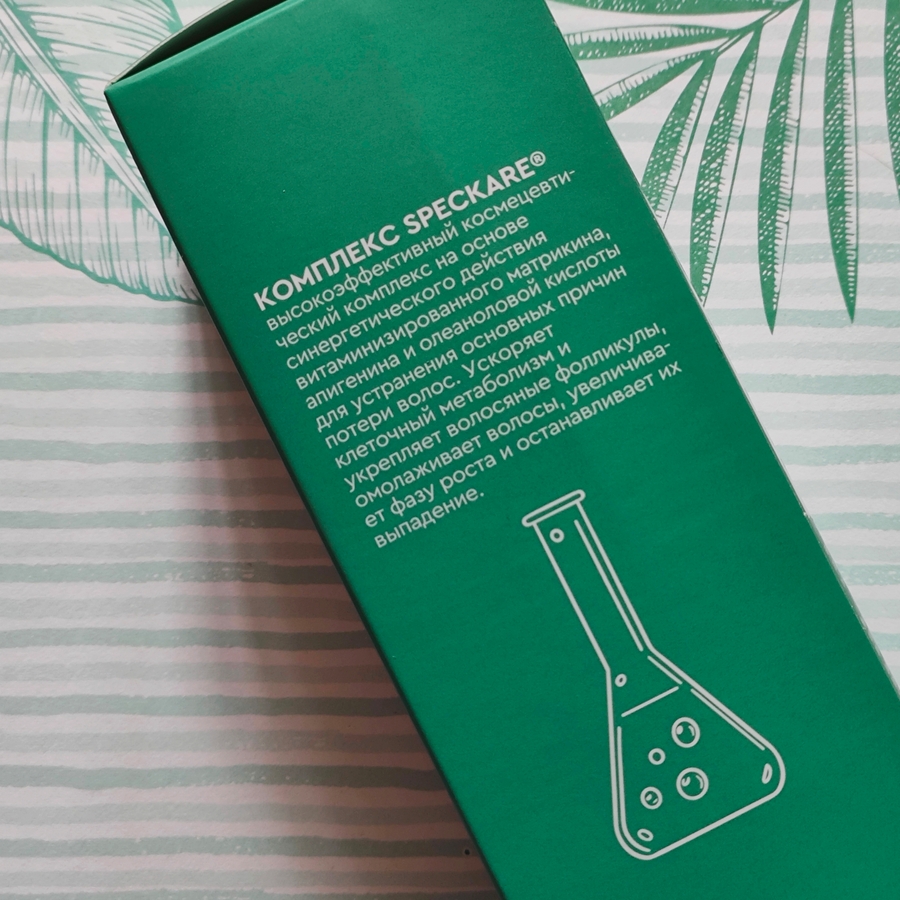 КОМПЛЕКС SPECKARE®
высокоэффективный космецевти-
ческий комплекс на основе
синергетического действия
витаминизированного матрикина,
апигенина и олеаноловой кислоты
для устранения основных причин
потери волос. Ускоряет
клеточный метаболизм и
укрепляет волосяные фолликулы,
омолаживает волосы, увеличива-
ет фазу роста и останавливает их
выпадение.